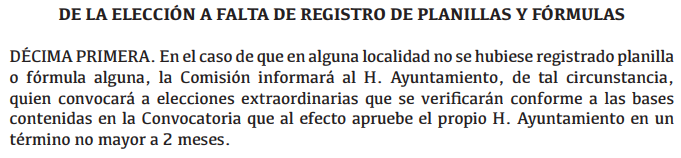 DE LA ELECCIÓN A FALTA DE REGISTRO DE PLANILLAS Y FÓRMULAS
DÉCIMA PRIMERA. En el caso de que en alguna localidad no se hubiese registrado planilla
o fórmula alguna, la Comisión informará al H. Ayuntamiento, de tal circunstancia,
quien convocará a elecciones extraordinarias que se verificarán conforme a las bases
contenidas en la Convocatoria que al efecto apruebe el propio H. Ayuntamiento en un
término no mayor a 2 meses.